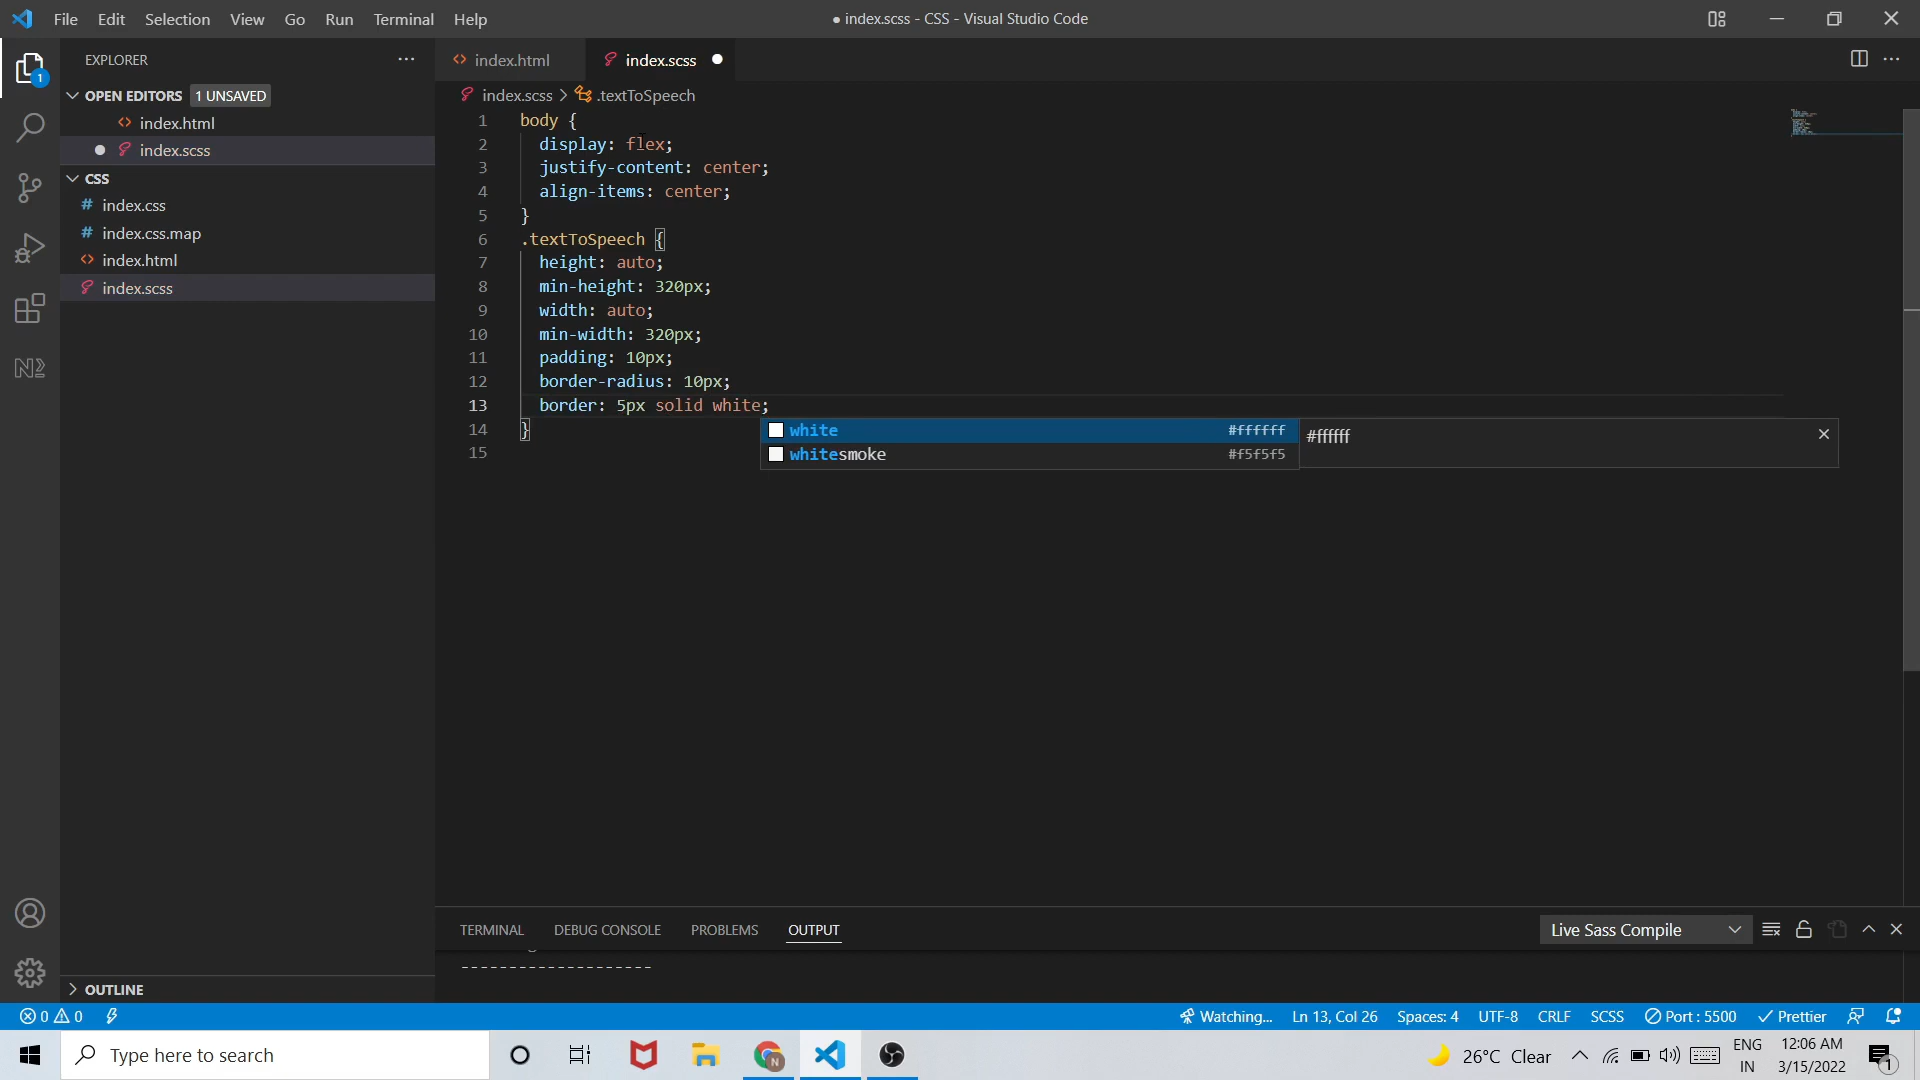 File Edit Selection View Go Run Terminal Help
● index.scss - CSS - Visual Studio Code
EXPLORER
OPEN EDITORS 1 UNSAVED
index.html
index.scss
CSS
index.css
index.css.map
index.html
index.scss
OUTLINE
index.html index.scss
index.scss > .textToSpeech
1 body {
2 display: flex;
3 justify-content: center;
4 align-items: center;
5 }
6 .textToSpeech {
7 height: auto;
8 min-height: 320px;
9 width: auto;
10 min-width: 320px;
11 padding: 10px;
12 border-radius: 10px;
13 border: 5px solid white;
14 }
15
white #ffffff
whitesmoke #f5f5f5
#ffffff
TERMINAL DEBUG CONSOLE PROBLEMS OUTPUT
Live Sass Compile
--------------------
0 0
Watching... Ln 13, Col 26 Spaces: 4 UTF-8 CRLF SCSS Port : 5500 Prettier
1
Type here to search
N
26°C Clear
ENG
IN
12:06 AM
3/15/2022
1